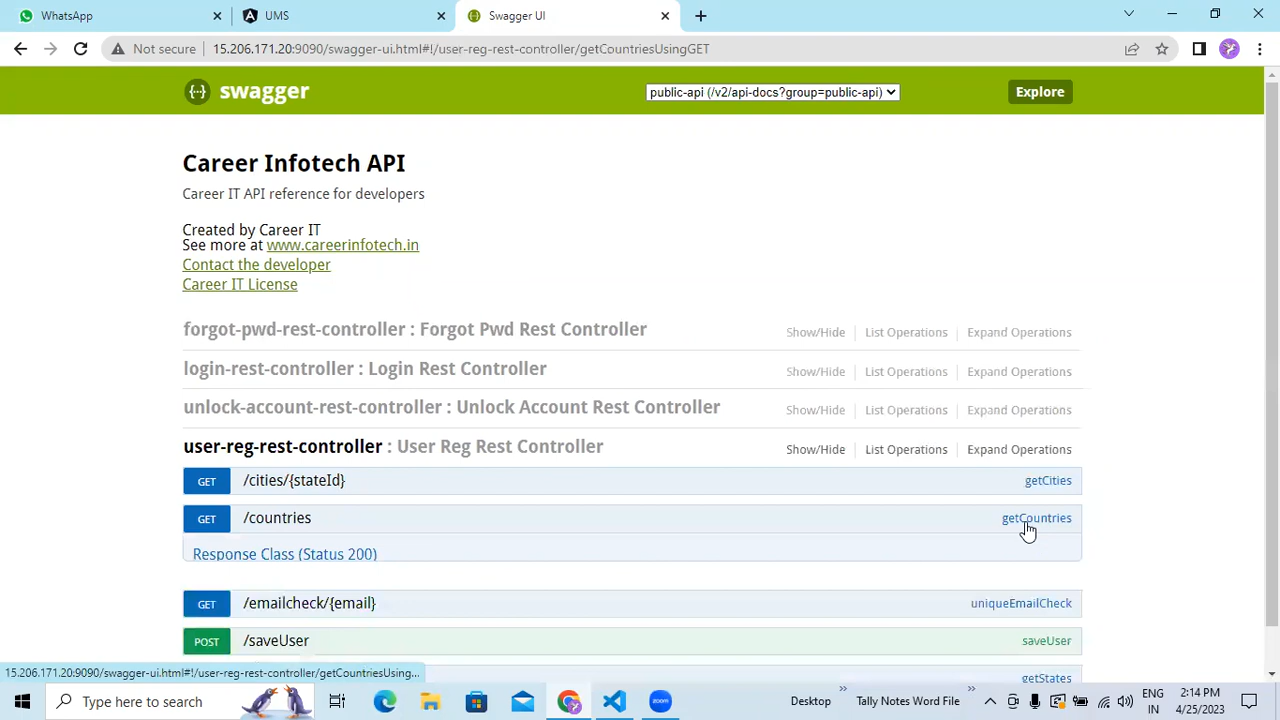 WhatsApp
UMS
Swagger UI
Not secure
15.206.171.20:9090/swagger-ui.html#!/user-reg-rest-controller/getCountriesUsingGET
{··} swagger
public-api (/v2/api-docs?group=public-api)
Explore
Career Infotech API
Career IT API reference for developers
Created by Career IT
See more at www.careerinfotech.in
Contact the developer
Career IT License
forgot-pwd-rest-controller : Forgot Pwd Rest Controller
Show/Hide | List Operations | Expand Operations
login-rest-controller : Login Rest Controller
Show/Hide | List Operations | Expand Operations
unlock-account-rest-controller : Unlock Account Rest Controller
Show/Hide | List Operations | Expand Operations
user-reg-rest-controller : User Reg Rest Controller
Show/Hide | List Operations | Expand Operations
GET /cities/{stateId} getCities
GET /countries getCountries
Response Class (Status 200)
GET /emailcheck/{email} uniqueEmailCheck
POST /saveUser saveUser
getStates
15.206.171.20:9090/swagger-ui.html#!/user-reg-rest-controller/getCountriesUsing...
Type here to search
zoom
Desktop
Tally Notes Word File
ENG
IN
2:14 PM
4/25/2023